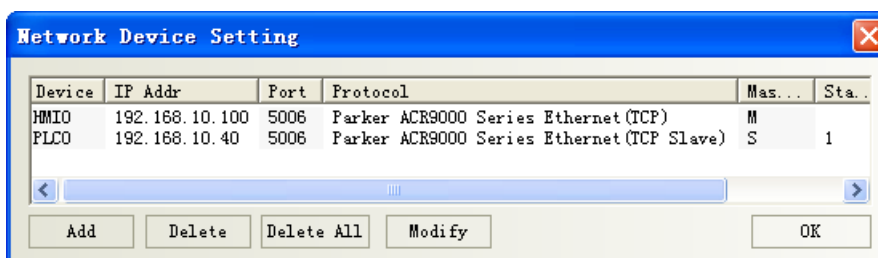 Network Device Setting
Device IP Addr Port Protocol Mas... Sta..
HMI0 192.168.10.100 5006 Parker ACR9000 Series Ethernet(TCP) M
PLC0 192.168.10.40 5006 Parker ACR9000 Series Ethernet(TCP Slave) S 1
Add Delete Delete All Modify OK